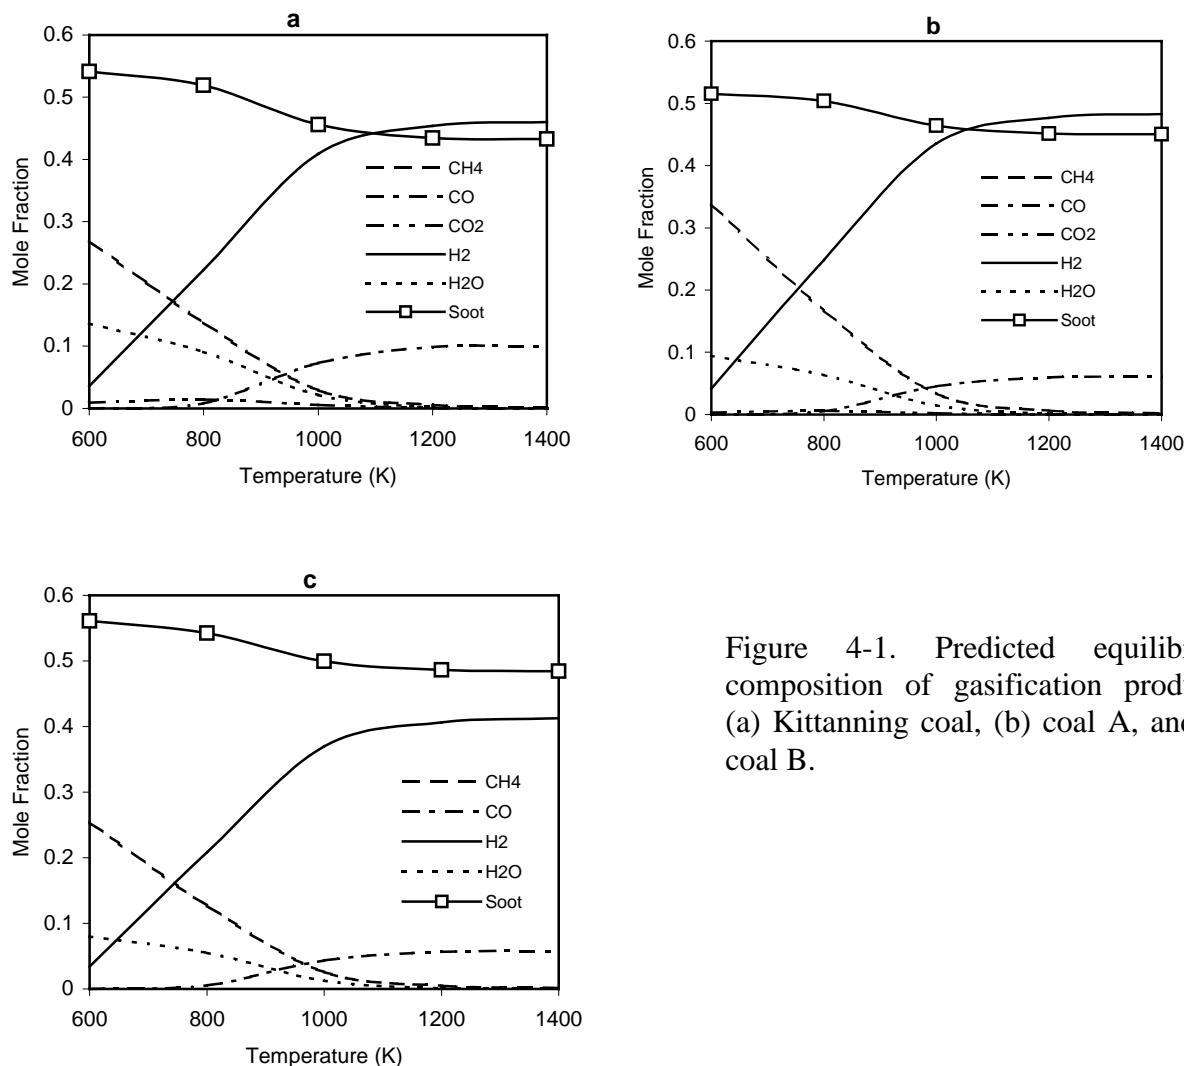 a
0.6
0.5
0.4
0.3
0.2
0.1
0
Mole Fraction
CH4
CO
CO2
H2
H2O
Soot
600 800 1000 1200 1400
Temperature (K)
b
0.6
0.5
0.4
0.3
0.2
0.1
0
Mole Fraction
CH4
CO
CO2
H2
H2O
Soot
600 800 1000 1200 1400
Temperature (K)
c
0.6
0.5
0.4
0.3
0.2
0.1
0
Mole Fraction
CH4
CO
H2
H2O
Soot
600 800 1000 1200 1400
Temperature (K)
Figure 4-1. Predicted
composition of gasification
(a) Kittanning coal, (b) coal A,
coal B.